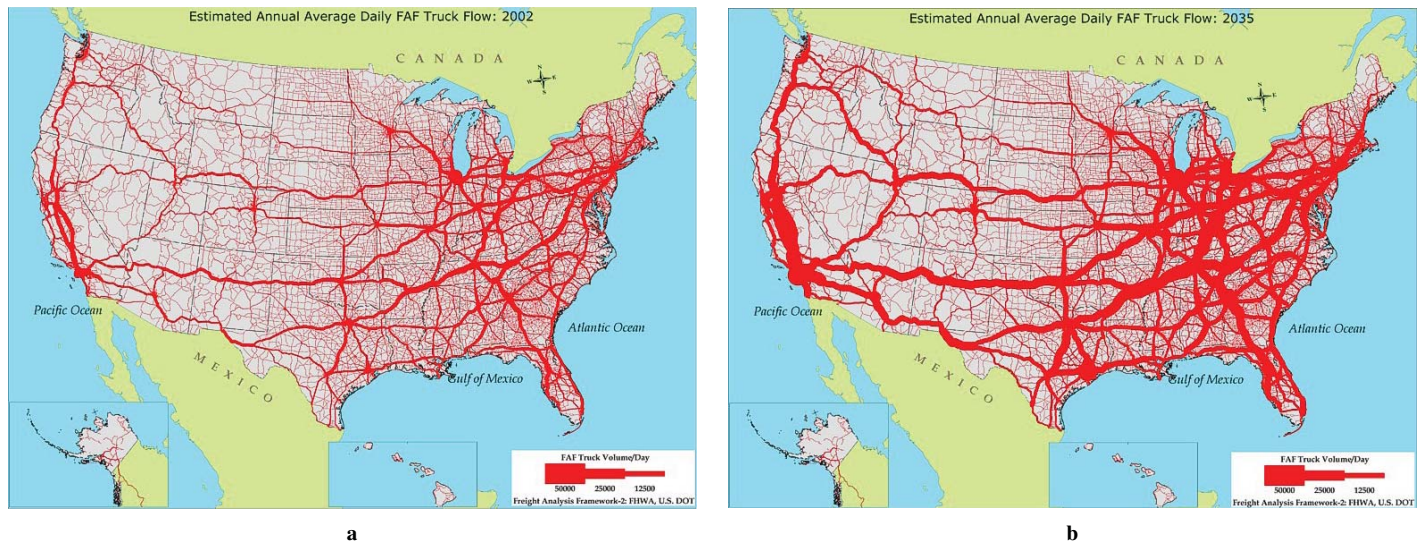 Estimated Annual Average Daily FAF Truck Flow: 2002
CANADA
N
W E
S
Pacific Ocean
Atlantic Ocean
MEXICO
Gulf of Mexico
FAF Truck Volume/Day
50000 25000 12500
Freight Analysis Framework-2: FHWA, U.S. DOT
a
Estimated Annual Average Daily FAF Truck Flow: 2035
CANADA
N
W E
S
Pacific Ocean
Atlantic Ocean
MEXICO
Gulf of Mexico
FAF Truck Volume/Day
50000 25000 12500
Freight Analysis Framework-2: FHWA, U.S. DOT
b